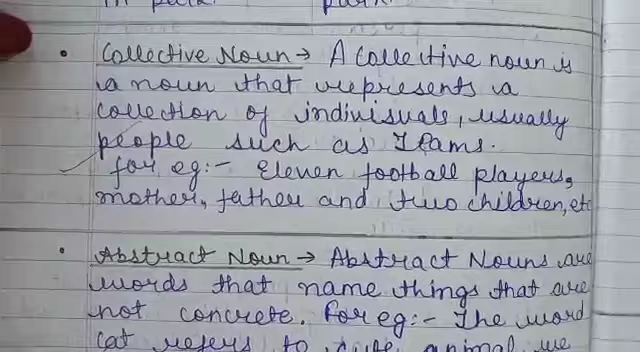 • Collective Noun → A Collective noun is
a noun that represents a
collection of indivisuals, usually
people such as Teams.
for eg:- Eleven football players,
mother, father and two children, etc
• Abstract Noun → Abstract Nouns are
words that name things that are
not concrete. For eg:- The word
cat refers to animal we